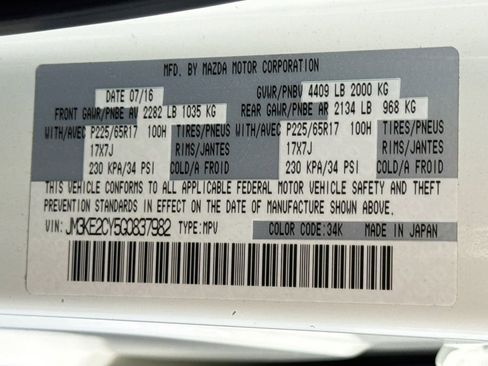 MFD. BY MAZDA MOTOR CORPORATION
DATE 07/16 GVWR/PNBV 4409 LB 2000 KG
FRONT GAWR/PNBE AV 2282 LB 1035 KG REAR GAWR/PNBE AR 2134 LB 968 KG
WITH/AVEC P225/65R17 100H TIRES/PNEUS WITH/AVEC P225/65R17 100H TIRES/PNEUS
17X7J RIMS/JANTES 17X7J RIMS/JANTES
230 KPA/34 PSI COLD/A FROID 230 KPA/34 PSI COLD/A FROID
THIS VEHICLE CONFORMS TO ALL APPLICABLE FEDERAL MOTOR VEHICLE SAFETY AND THEFT
PREVENTION STANDARDS IN EFFECT ON THE DATE OF MANUFACTURE SHOWN ABOVE.
VIN: JM3KE2CY5G0837982 TYPE: MPV COLOR CODE: 34K MADE IN JAPAN